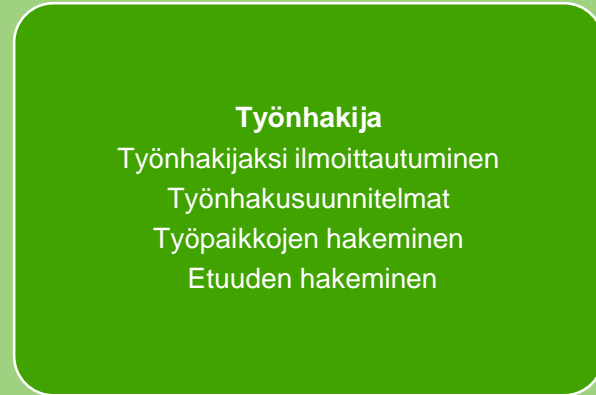 Työnhakija
Työnhakijaksi ilmoittautuminen
Työnhakusuunnitelmat
Työpaikkojen hakeminen
Etuuden hakeminen